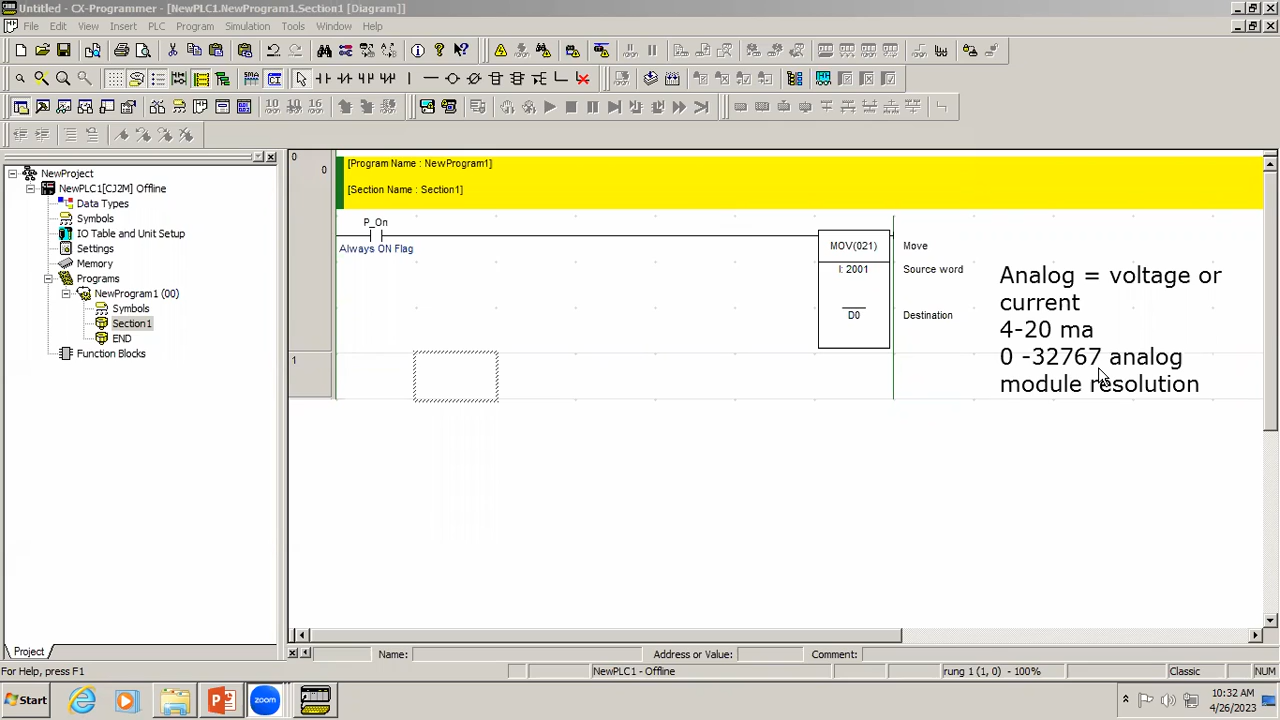 Untitled - CX-Programmer - [NewPLC1.NewProgram1.Section1 [Diagram]]
File Edit View Insert PLC Program Simulation Tools Window Help
10 10 16
NewProject
NewPLC1[CJ2M] Offline
Data Types
Symbols
IO Table and Unit Setup
Settings
Memory
Programs
NewProgram1 (00)
Symbols
Section1
END
Function Blocks
Project
0
0
[Program Name : NewProgram1]
[Section Name : Section1]
P_On
Always ON Flag
MOV(021) Move
I: 2001 Source word
D0 Destination
1
Analog = voltage or
current
4-20 ma
0 -32767 analog
module resolution
Name: Address or Value: Comment:
For Help, press F1 NewPLC1 - Offline rung 1 (1, 0) - 100% Classic NUM
Start zoom 10:32 AM
4/26/2023